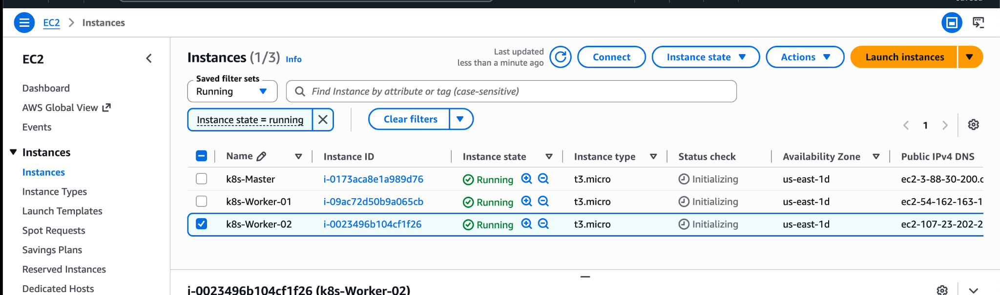 EC2 > Instances
EC2
Dashboard
AWS Global View
Events
Instances
Instances
Instance Types
Launch Templates
Spot Requests
Savings Plans
Reserved Instances
Dedicated Hosts
Instances (1/3) Info
Last updated
less than a minute ago
Connect
Instance state
Actions
Launch instances
Saved filter sets
Running
Find Instance by attribute or tag (case-sensitive)
Instance state = running
Clear filters
1
Name Instance ID Instance state Instance type Status check Availability Zone Public IPv4 DNS
k8s-Master i-0173aca8e1a989d76 Running t3.micro Initializing us-east-1d ec2-3-88-30-200.c
k8s-Worker-01 i-09ac72d50b9a065cb Running t3.micro Initializing us-east-1d ec2-54-162-163-1
k8s-Worker-02 i-0023496b104cf1f26 Running t3.micro Initializing us-east-1d ec2-107-23-202-2
i-0023496b104cf1f26 (k8s-Worker-02)